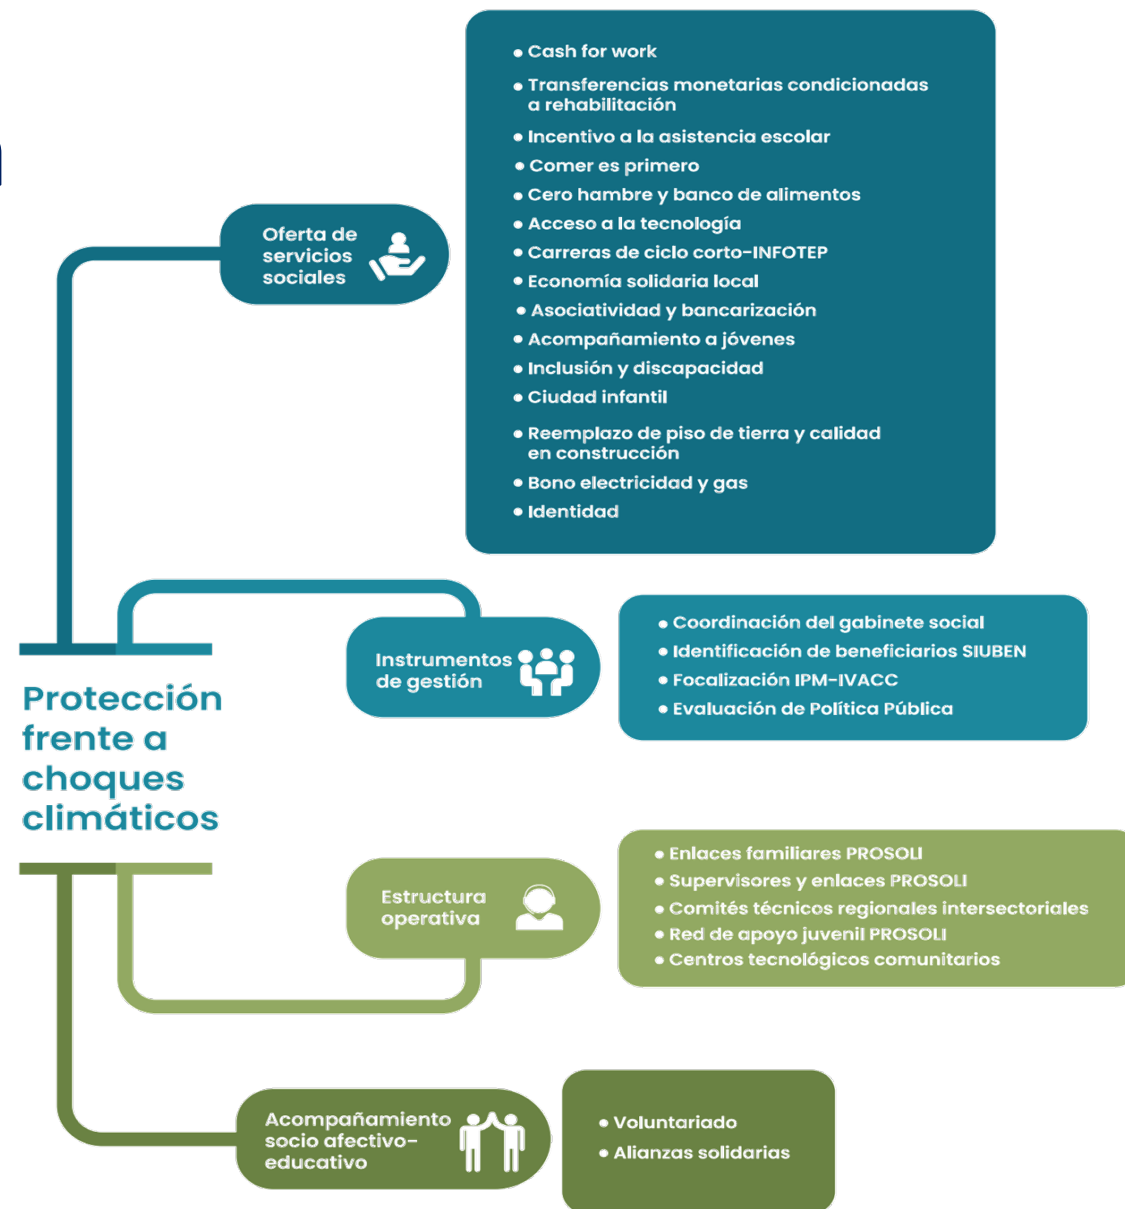 Oferta de
servicios
sociales
• Cash for work
• Transferencias monetarias condicionadas
a rehabilitación
• Incentivo a la asistencia escolar
• Comer es primero
• Cero hambre y banco de alimentos
• Acceso a la tecnología
• Carreras de ciclo corto-INFOTEP
• Economía solidaria local
• Asociatividad y bancarización
• Acompañamiento a jóvenes
• Inclusión y discapacidad
• Ciudad infantil
• Reemplazo de piso de tierra y calidad
en construcción
• Bono electricidad y gas
• Identidad
Protección
frente a
choques
climáticos
Instrumentos
de gestión
• Coordinación del gabinete social
• Identificación de beneficiarios SIUBEN
• Focalización IPM-IVACC
• Evaluación de Política Pública
Estructura
operativa
• Enlaces familiares PROSOLI
• Supervisores y enlaces PROSOLI
• Comités técnicos regionales intersectoriales
• Red de apoyo juvenil PROSOLI
• Centros tecnológicos comunitarios
Acompañamiento
socio afectivo-
educativo
• Voluntariado
• Alianzas solidarias